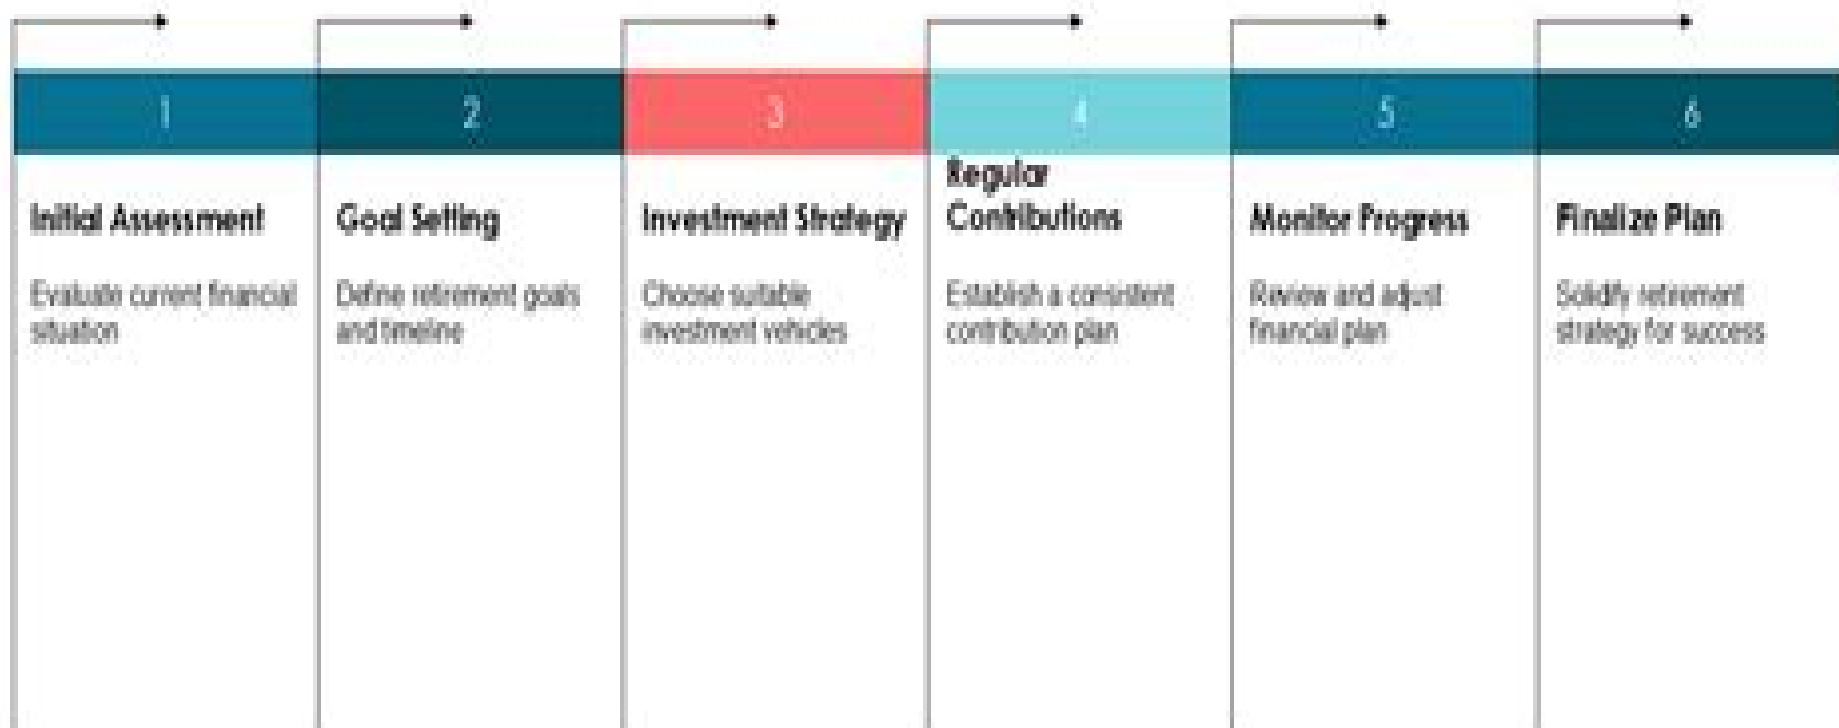 1
2
3
4
5
6
Initial Assessment
Evaluate current financial
situation
Goal Setting
Define retirement goals
and timeline
Investment Strategy
Choose suitable
investment vehicles
Regular
Contributions
Establish a consistent
contribution plan
Monitor Progress
Review and adjust
financial plan
Finalize Plan
Solidify retirement
strategy for success